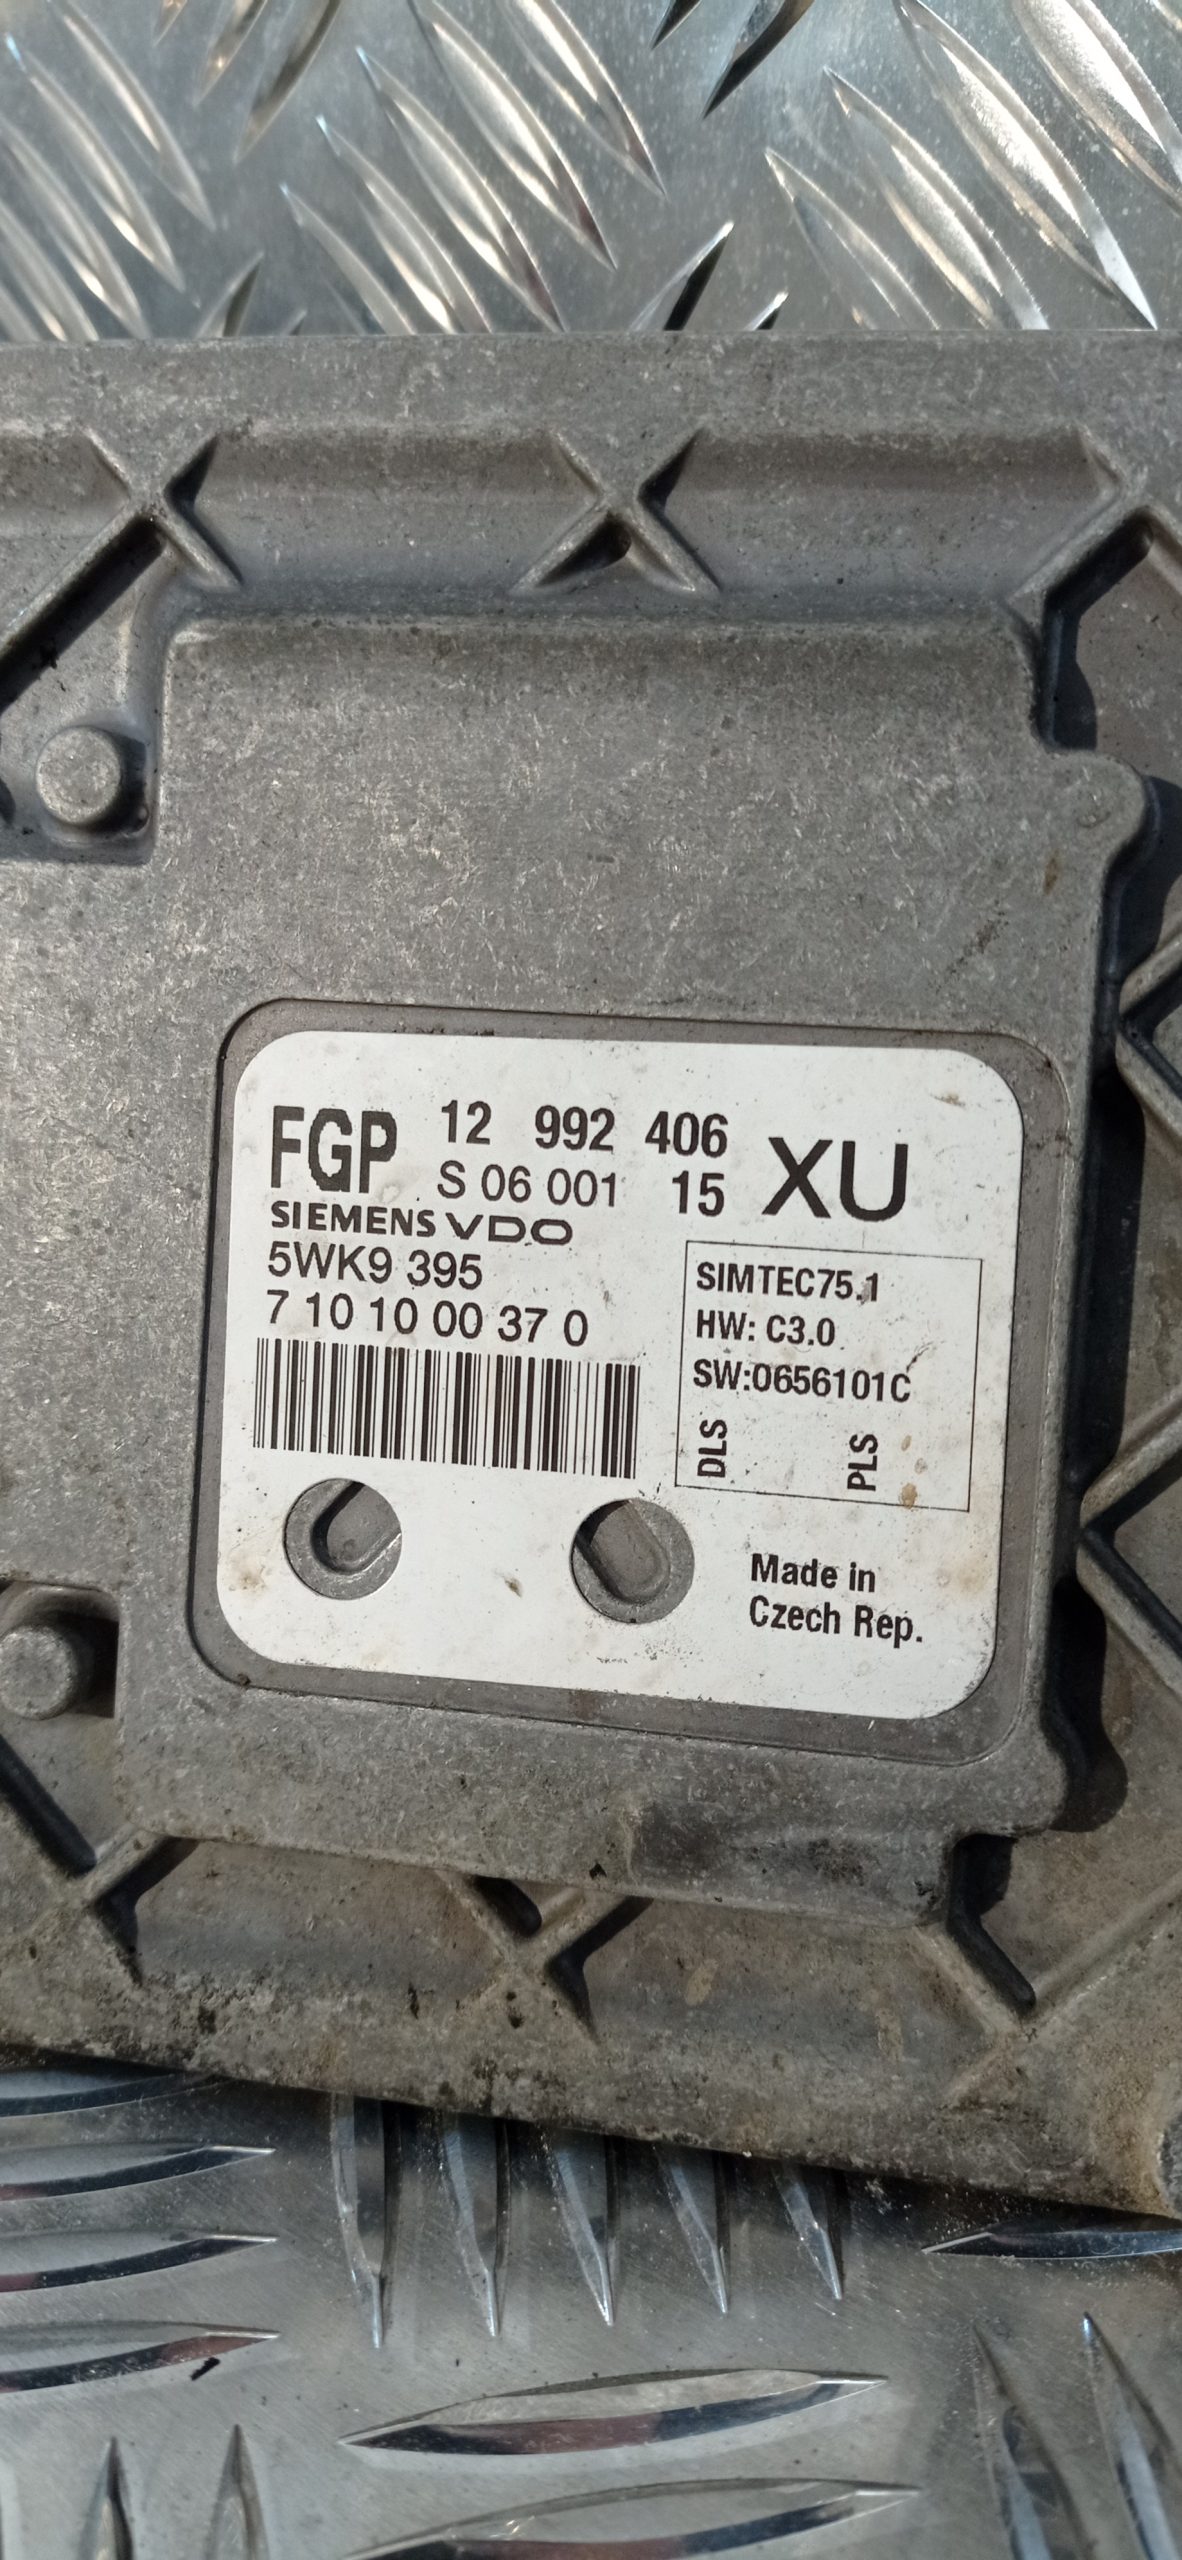 FGP 12 992 406 XU
S 06 001 15
SIEMENS VDO
5WK9 395
7 10 10 00 37 0
SIMTEC75.1
HW: C3.0
SW:0656101C
DLS
PLS
Made in
Czech Rep.